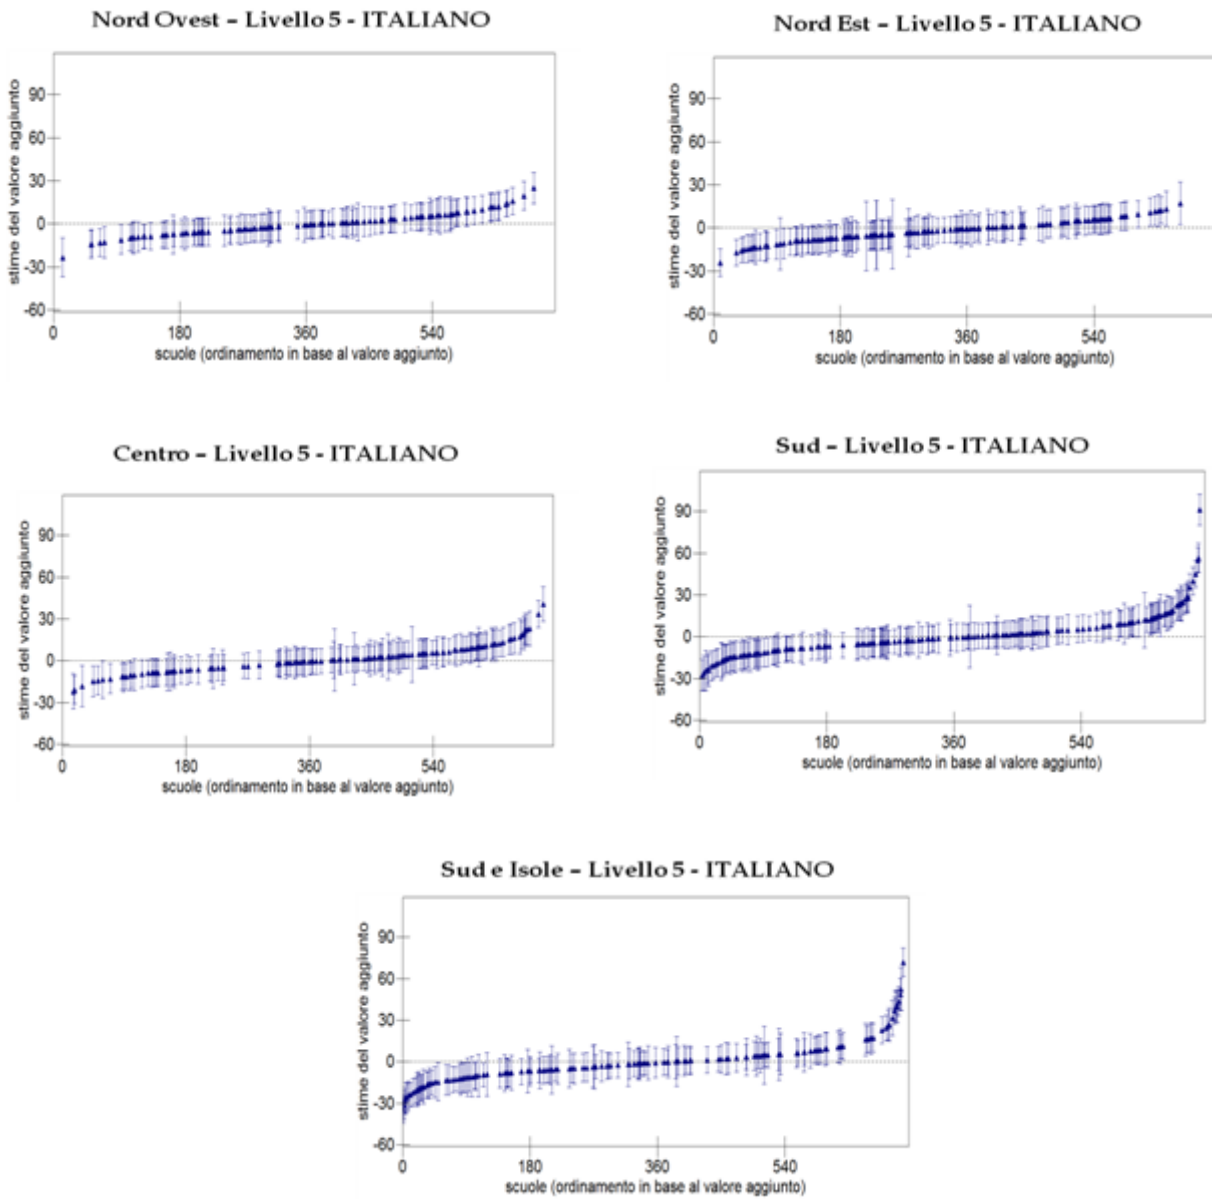 Nord Ovest – Livello 5 - ITALIANO
stime del valore aggiunto
90
60
30
0
-30
-60
0 180 360 540
scuole (ordinamento in base al valore aggiunto)
Nord Est – Livello 5 - ITALIANO
stime del valore aggiunto
90
60
30
0
-30
-60
0 180 360 540
scuole (ordinamento in base al valore aggiunto)
Centro – Livello 5 - ITALIANO
stime del valore aggiunto
90
60
30
0
-30
-60
0 180 360 540
scuole (ordinamento in base al valore aggiunto)
Sud – Livello 5 - ITALIANO
stime del valore aggiunto
90
60
30
0
-30
-60
0 180 360 540
scuole (ordinamento in base al valore aggiunto)
Sud e Isole – Livello 5 - ITALIANO
stime del valore aggiunto
90
60
30
0
-30
-60
0 180 360 540
scuole (ordinamento in base al valore aggiunto)